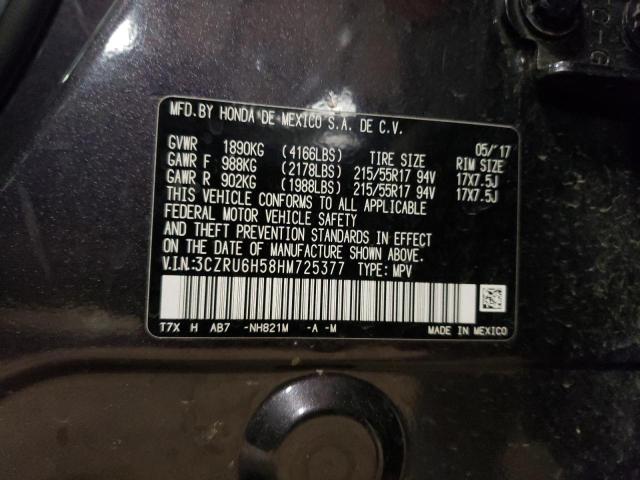 MFD.BY HONDA DE MEXICO S.A. DE C.V.
GVWR 1890KG (4166LBS) TIRE SIZE 05/'17 RIM SIZE
GAWR F 988KG (2178LBS) 215/55R17 94V 17X7.5J
GAWR R 902KG (1988LBS) 215/55R17 94V 17X7.5J
THIS VEHICLE CONFORMS TO ALL APPLICABLE
FEDERAL MOTOR VEHICLE SAFETY
AND THEFT PREVENTION STANDARDS IN EFFECT
ON THE DATE OF MANUFACTURE SHOWN ABOVE.
V.I.N.:3CZRU6H58HM725377 TYPE: MPV
T7X H AB7 -NH821M -A -M MADE IN MEXICO